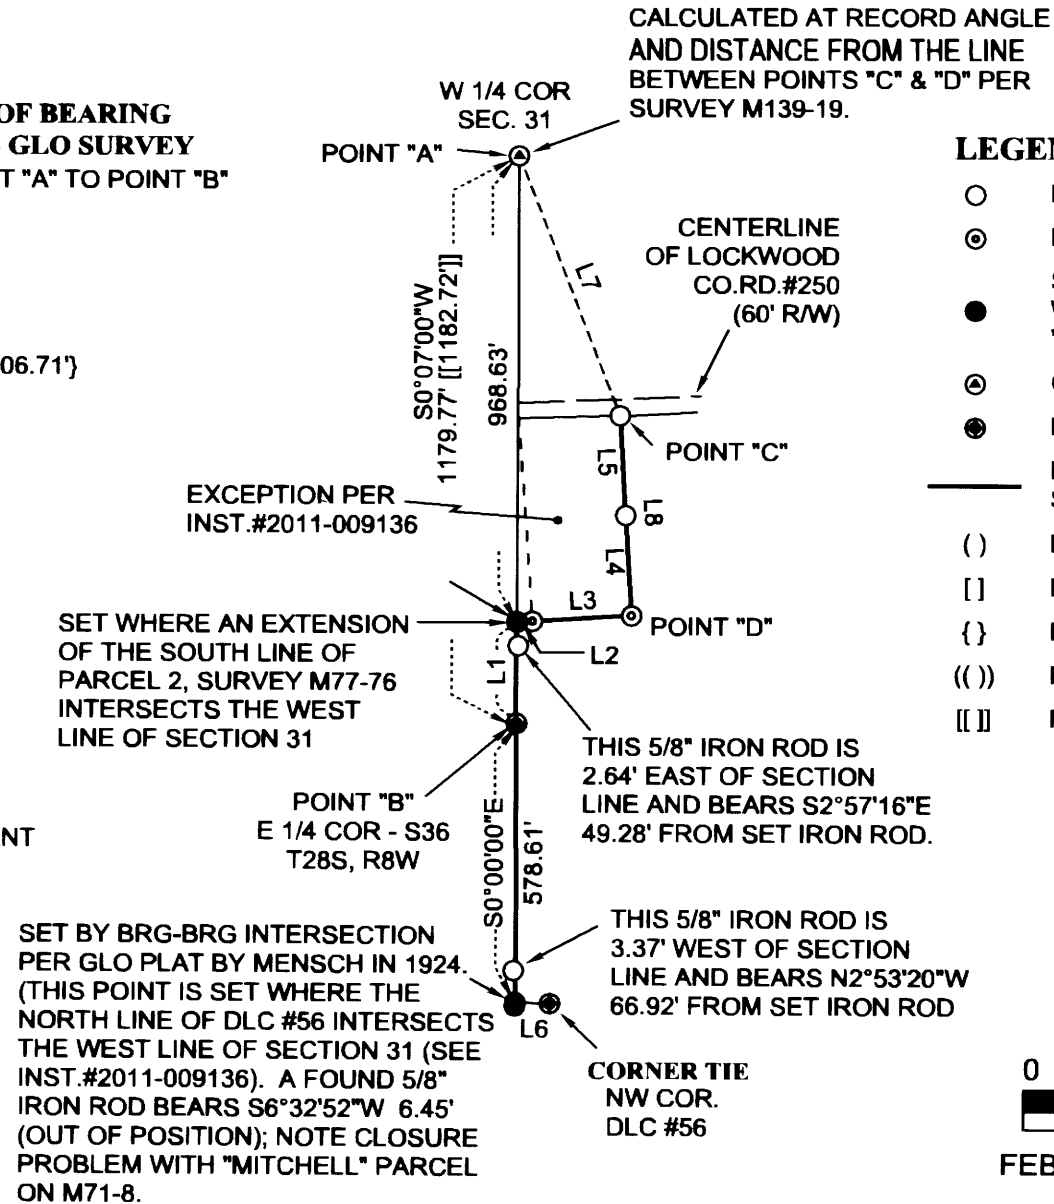 CALCULATED AT RECORD ANGLE
AND DISTANCE FROM THE LINE
BETWEEN POINTS "C" & "D" PER
SURVEY M139-19.
W 1/4 COR
SEC. 31
OF BEARING
GLO SURVEY
T "A" TO POINT "B"
POINT "A"
LEGEN
CENTERLINE
OF LOCKWOOD
CO.RD.#250
(60' R/W)
L7
S0°07'00"W
1179.77' [[1182.72']]
968.63'
06.71'}
POINT "C"
L5
L8
L4
EXCEPTION PER
INST.#2011-009136
( )
[ ]
{ }
(( ))
[[ ]]
L3
POINT "D"
L2
L1
SET WHERE AN EXTENSION
OF THE SOUTH LINE OF
PARCEL 2, SURVEY M77-76
INTERSECTS THE WEST
LINE OF SECTION 31
THIS 5/8" IRON ROD IS
2.64' EAST OF SECTION
LINE AND BEARS S2°57'16"E
49.28' FROM SET IRON ROD.
POINT "B"
E 1/4 COR - S36
T28S, R8W
NT
S0°00'00"E
578.61'
THIS 5/8" IRON ROD IS
3.37' WEST OF SECTION
LINE AND BEARS N2°53'20"W
66.92' FROM SET IRON ROD
SET BY BRG-BRG INTERSECTION
PER GLO PLAT BY MENSCH IN 1924.
(THIS POINT IS SET WHERE THE
NORTH LINE OF DLC #56 INTERSECTS
THE WEST LINE OF SECTION 31 (SEE
INST.#2011-009136). A FOUND 5/8"
IRON ROD BEARS S6°32'52"W 6.45'
(OUT OF POSITION); NOTE CLOSURE
PROBLEM WITH "MITCHELL" PARCEL
ON M71-8.
L6
CORNER TIE
NW COR.
DLC #56
0
FEB